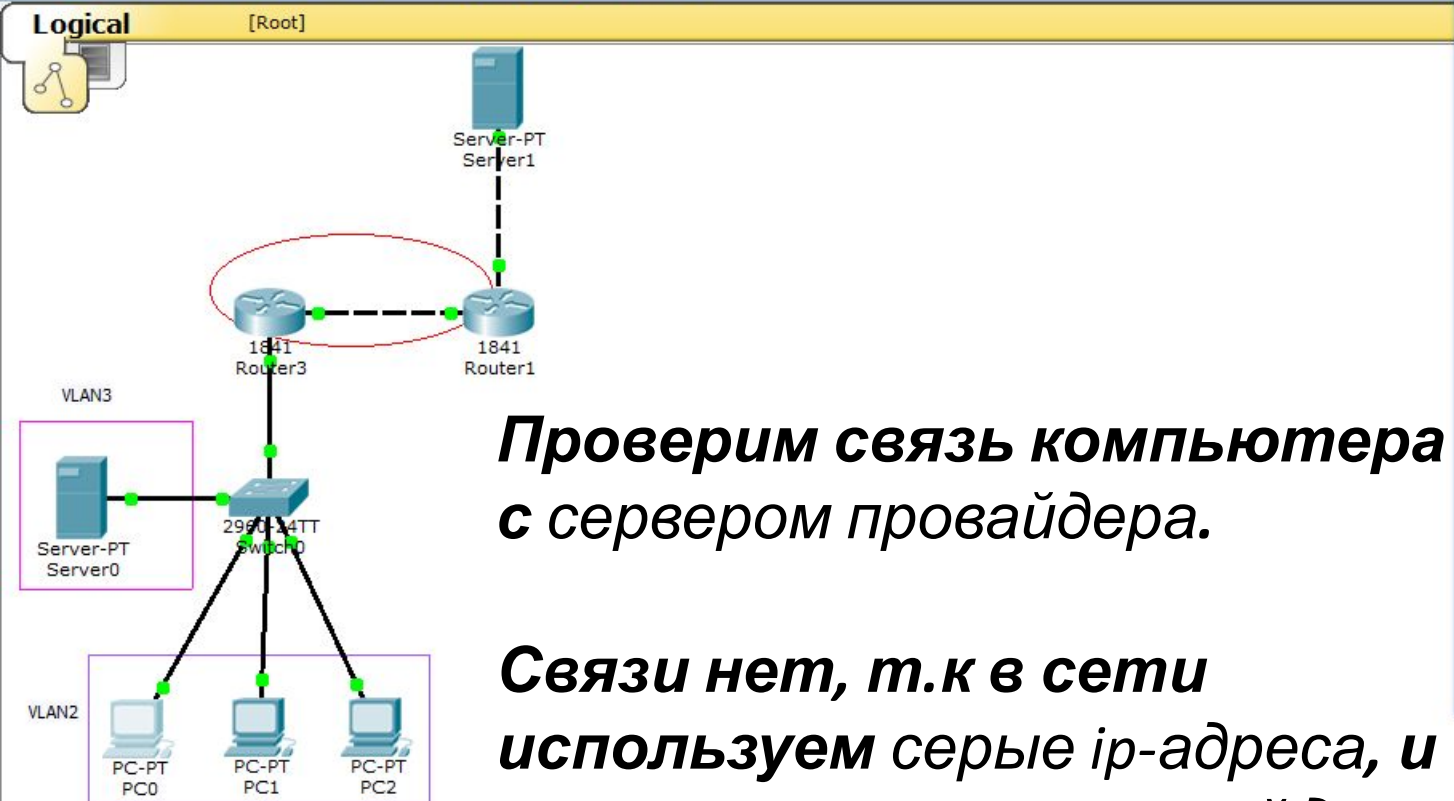 Logical
[Root]
Server-PT
Server1
1841
Router3
1841
Router1
VLAN3
Server-PT
Server0
2960-24TT
Switch0
VLAN2
PC-PT
PC0
PC-PT
PC1
PC-PT
PC2
Проверим связь компьютера
с сервером провайдера.
Связи нет, т.к в сети
используем серые ip-адреса, и